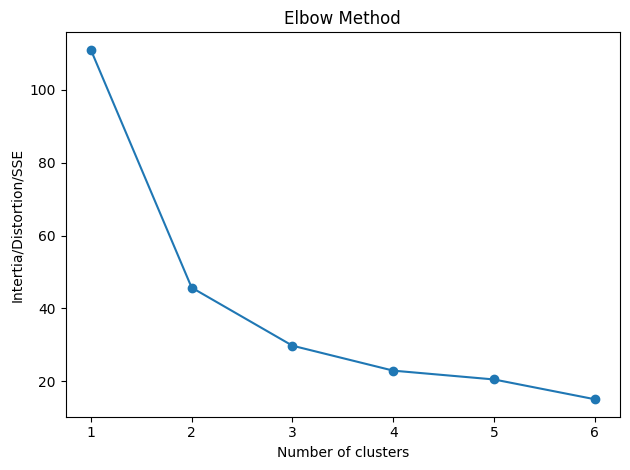 Elbow Method
Intertia/Distortion/SSE
100
80
60
40
20
1 2 3 4 5 6
Number of clusters